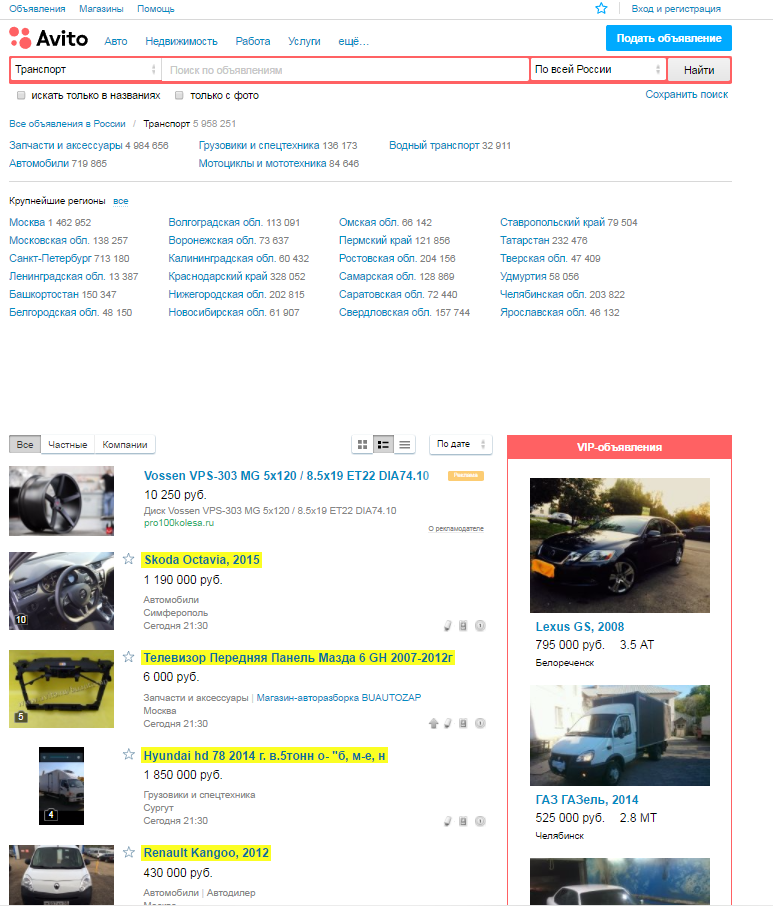 Объявления Магазины Помощь Вход и регистрация
Avito Авто Недвижимость Работа Услуги ещё... Подать объявление
Транспорт Поиск по объявлениям По всей России Найти
искать только в названиях только с фото Сохранить поиск
Все объявления в России / Транспорт 5 958 251
Запчасти и аксессуары 4 984 656 Грузовики и спецтехника 136 173 Водный транспорт 32 911
Автомобили 719 865 Мотоциклы и мототехника 84 646
Крупнейшие регионы все
Москва 1 462 952 Волгоградская обл. 113 091 Омская обл. 66 142 Ставропольский край 79 504
Московская обл. 138 257 Воронежская обл. 73 637 Пермский край 121 856 Татарстан 232 476
Санкт-Петербург 713 180 Калининградская обл. 60 432 Ростовская обл. 204 156 Тверская обл. 47 409
Ленинградская обл. 13 387 Краснодарский край 328 052 Самарская обл. 128 869 Удмуртия 58 056
Башкортостан 150 347 Нижегородская обл. 202 815 Саратовская обл. 72 440 Челябинская обл. 203 822
Белгородская обл. 48 150 Новосибирская обл. 61 907 Свердловская обл. 157 744 Ярославская обл. 46 132
Все Частные Компании По дате
Vossen VPS-303 MG 5x120 / 8.5x19 ET22 DIA74.10 Реклама
10 250 руб.
Диск Vossen VPS-303 MG 5x120 / 8.5x19 ET22 DIA74.10
pro100kolesa.ru
О рекламодателе
10
Skoda Octavia, 2015
1 190 000 руб.
Автомобили
Симферополь
Сегодня 21:30
5
Телевизор Передняя Панель Мазда 6 GH 2007-2012г
6 000 руб.
Запчасти и аксессуары | Магазин-авторазборка BUAUTOZAP
Москва
Сегодня 21:30
4
Hyundai hd 78 2014 г. в.5тонн о- "б, м-е, н
1 850 000 руб.
Грузовики и спецтехника
Сургут
Сегодня 21:30
Renault Kangoo, 2012
430 000 руб.
Автомобили | Автодилер
Москва
VIP-объявления
Lexus GS, 2008
795 000 руб. 3.5 AT
Белореченск
ГАЗ ГАЗель, 2014
525 000 руб. 2.8 MT
Челябинск